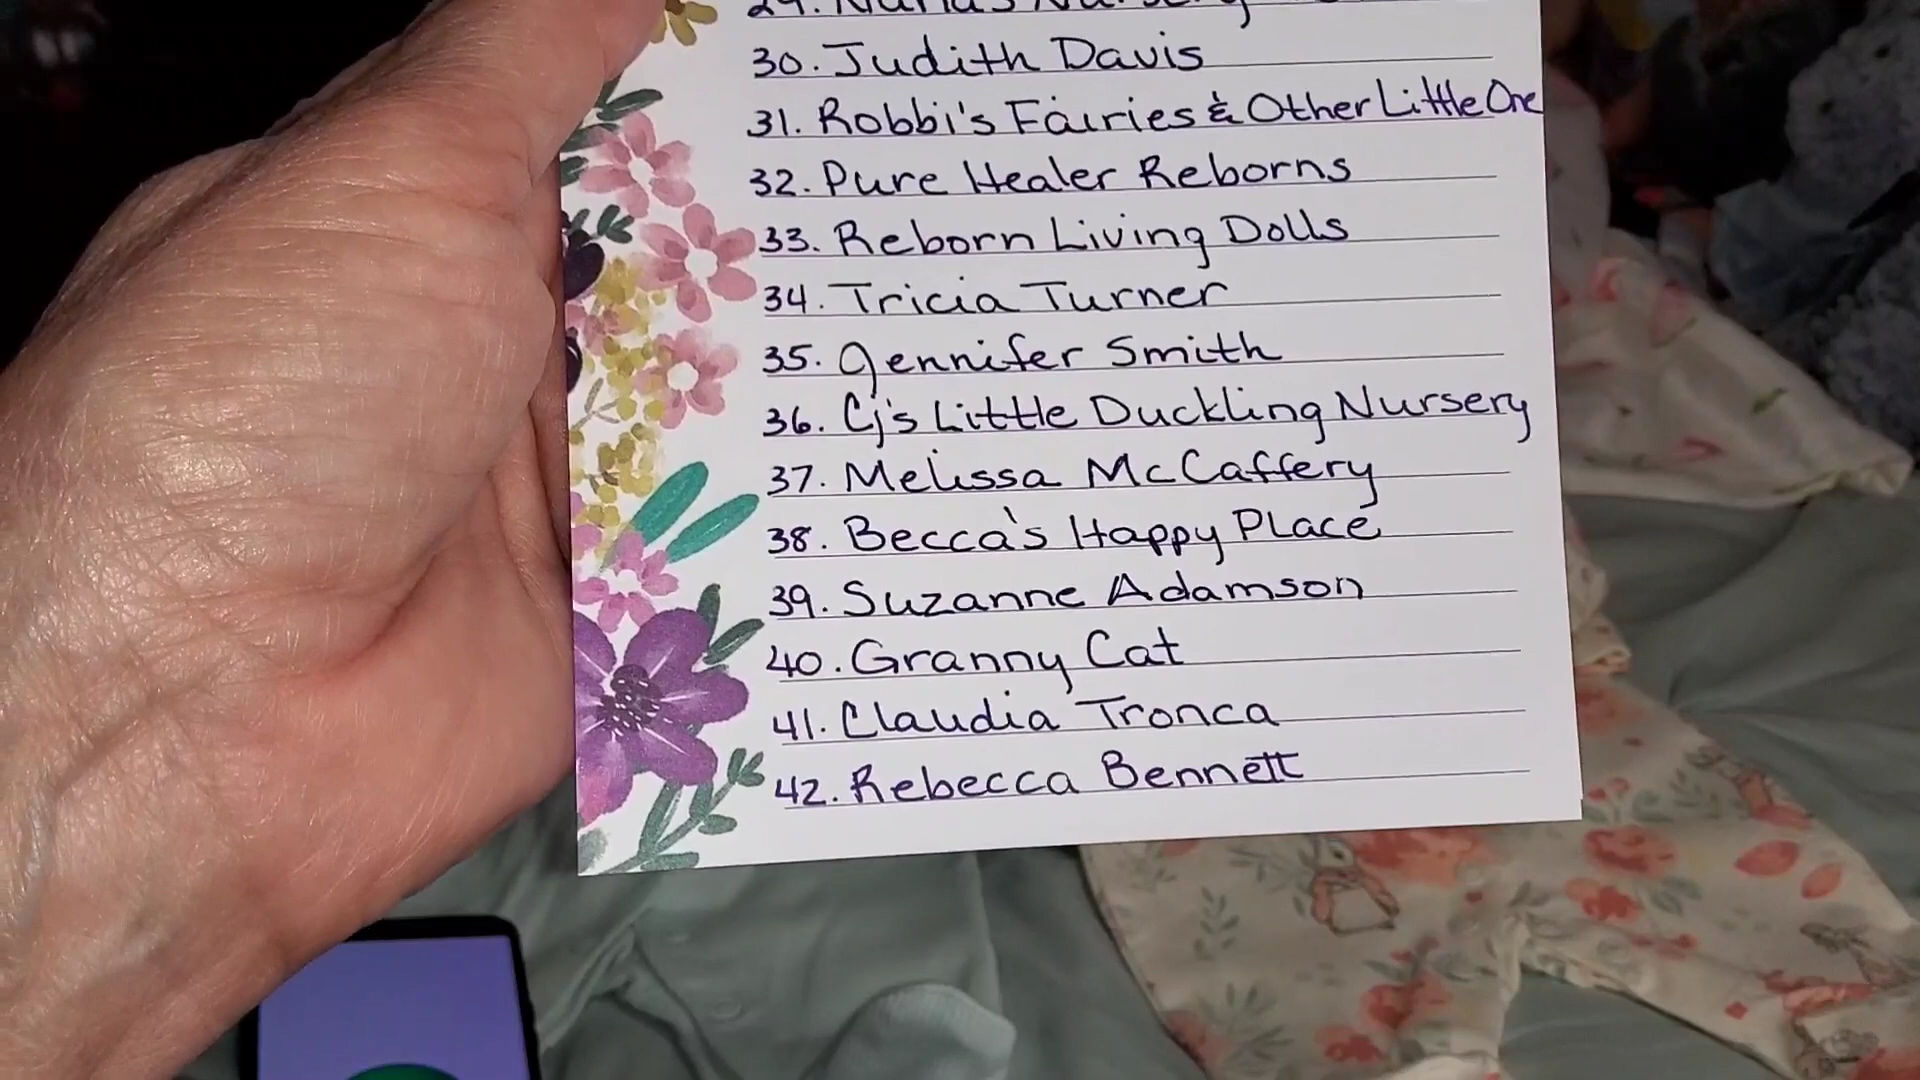 30. Judith Davis
31. Robbi's Fairies & Other Little One
32. Pure Healer Reborns
33. Reborn Living Dolls
34. Tricia Turner
35. Jennifer Smith
36. Cj's Little Duckling Nursery
37. Melissa McCaffery
38. Becca's Happy Place
39. Suzanne Adamson
40. Granny Cat
41. Claudia Tronca
42. Rebecca Bennett